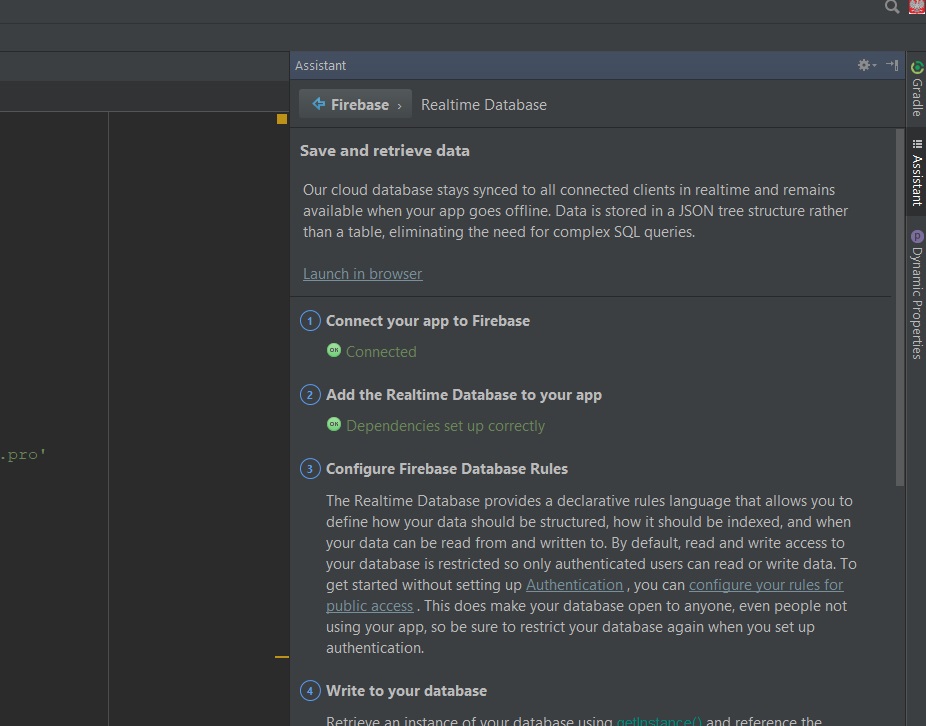 Assistant
Firebase › Realtime Database
Save and retrieve data
Our cloud database stays synced to all connected clients in realtime and remains
available when your app goes offline. Data is stored in a JSON tree structure rather
than a table, eliminating the need for complex SQL queries.
Launch in browser
1 Connect your app to Firebase
OK Connected
2 Add the Realtime Database to your app
OK Dependencies set up correctly
.pro'
3 Configure Firebase Database Rules
The Realtime Database provides a declarative rules language that allows you to
define how your data should be structured, how it should be indexed, and when
your data can be read from and written to. By default, read and write access to
your database is restricted so only authenticated users can read or write data. To
get started without setting up Authentication , you can configure your rules for
public access . This does make your database open to anyone, even people not
using your app, so be sure to restrict your database again when you set up
authentication.
4 Write to your database
Retrieve an instance of your database using getInstance() and reference the
Gradle
Assistant
P Dynamic Properties